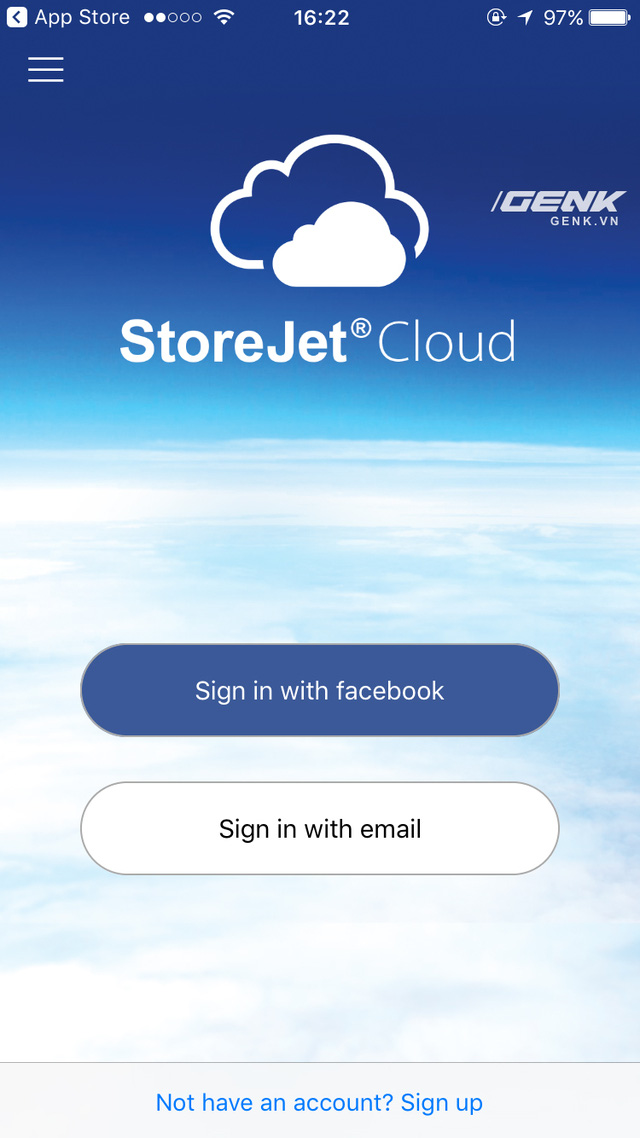 App Store 16:22 97%
GENK
GENK.VN
StoreJet® Cloud
Sign in with facebook
Sign in with email
Not have an account? Sign up